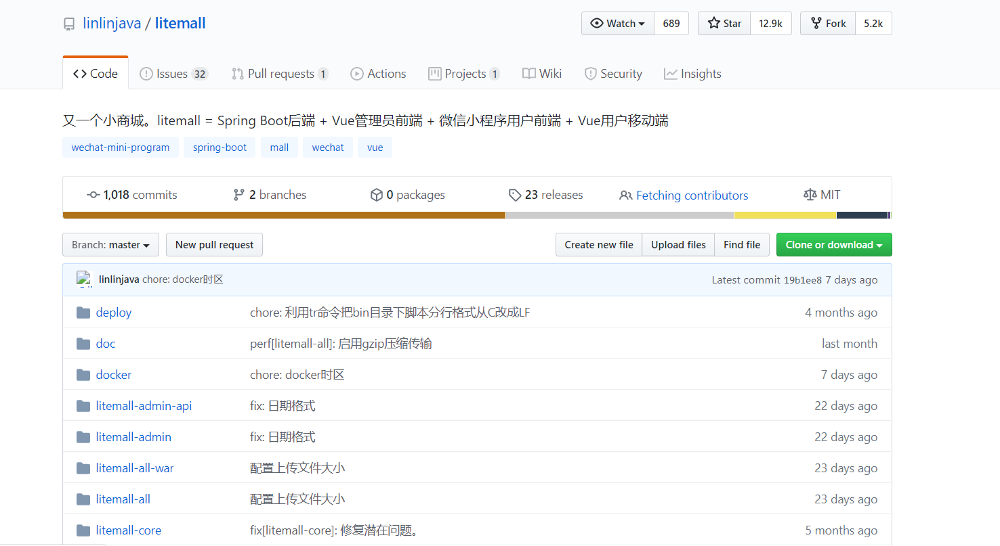 linlinjava / litemall
Watch 689 Star 12.9k Fork 5.2k
Code Issues 32 Pull requests 1 Actions Projects 1 Wiki Security Insights
又一个小商城。litemall = Spring Boot后端 + Vue管理员前端 + 微信小程序用户前端 + Vue用户移动端
wechat-mini-program spring-boot mall wechat vue
1,018 commits 2 branches 0 packages 23 releases Fetching contributors MIT
Branch: master New pull request Create new file Upload files Find file Clone or download
linlinjava chore: docker时区 Latest commit 19b1ee8 7 days ago
deploy chore: 利用tr命令把bin目录下脚本分行格式从C改成LF 4 months ago
doc perf[litemall-all]: 启用gzip压缩传输 last month
docker chore: docker时区 7 days ago
litemall-admin-api fix: 日期格式 22 days ago
litemall-admin fix: 日期格式 22 days ago
litemall-all-war 配置上传文件大小 23 days ago
litemall-all 配置上传文件大小 23 days ago
litemall-core fix[litemall-core]: 修复潜在问题。 5 months ago